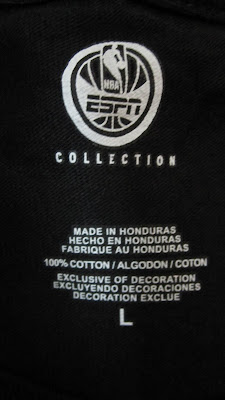 NBA
ESPN
COLLECTION
MADE IN HONDURAS
HECHO EN HONDURAS
FABRIQUE AU HONDURAS
100% COTTON / ALGODON / COTON
EXCLUSIVE OF DECORATION
EXCLUYENDO DECORACIONES
DECORATION EXCLUE
L